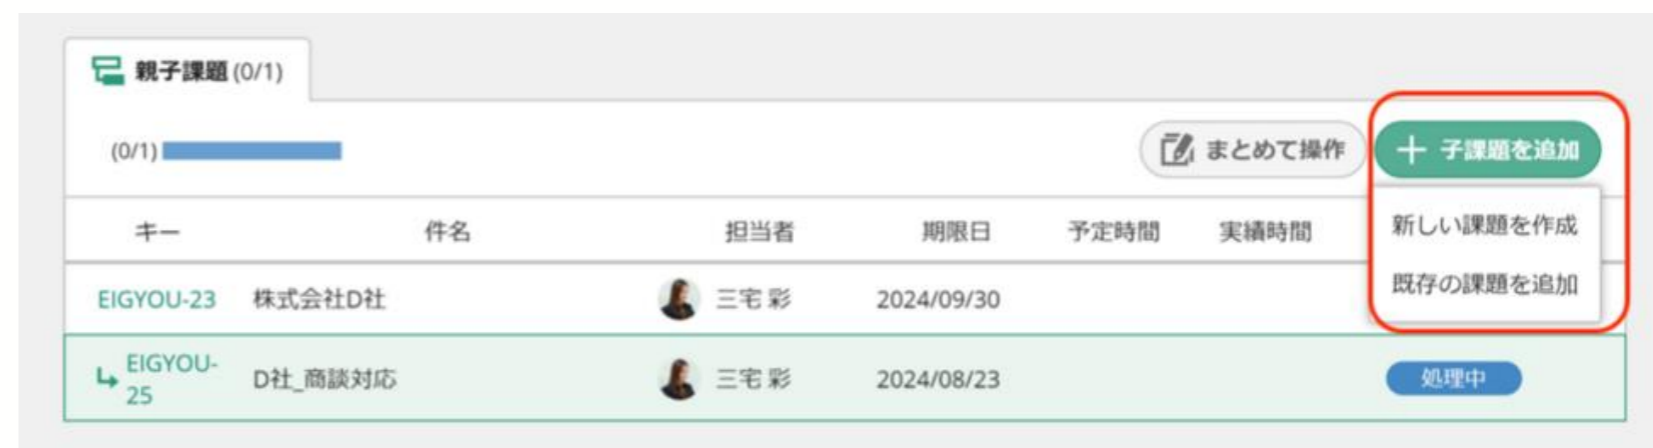 親子課題 (0/1)
(0/1) まとめて操作 + 子課題を追加
キー 件名 担当者 期限日 予定時間 実績時間 新しい課題を作成
既存の課題を追加
EIGYOU-23 株式会社D社 三宅 彩 2024/09/30
EIGYOU-25 D社_商談対応 三宅 彩 2024/08/23 処理中